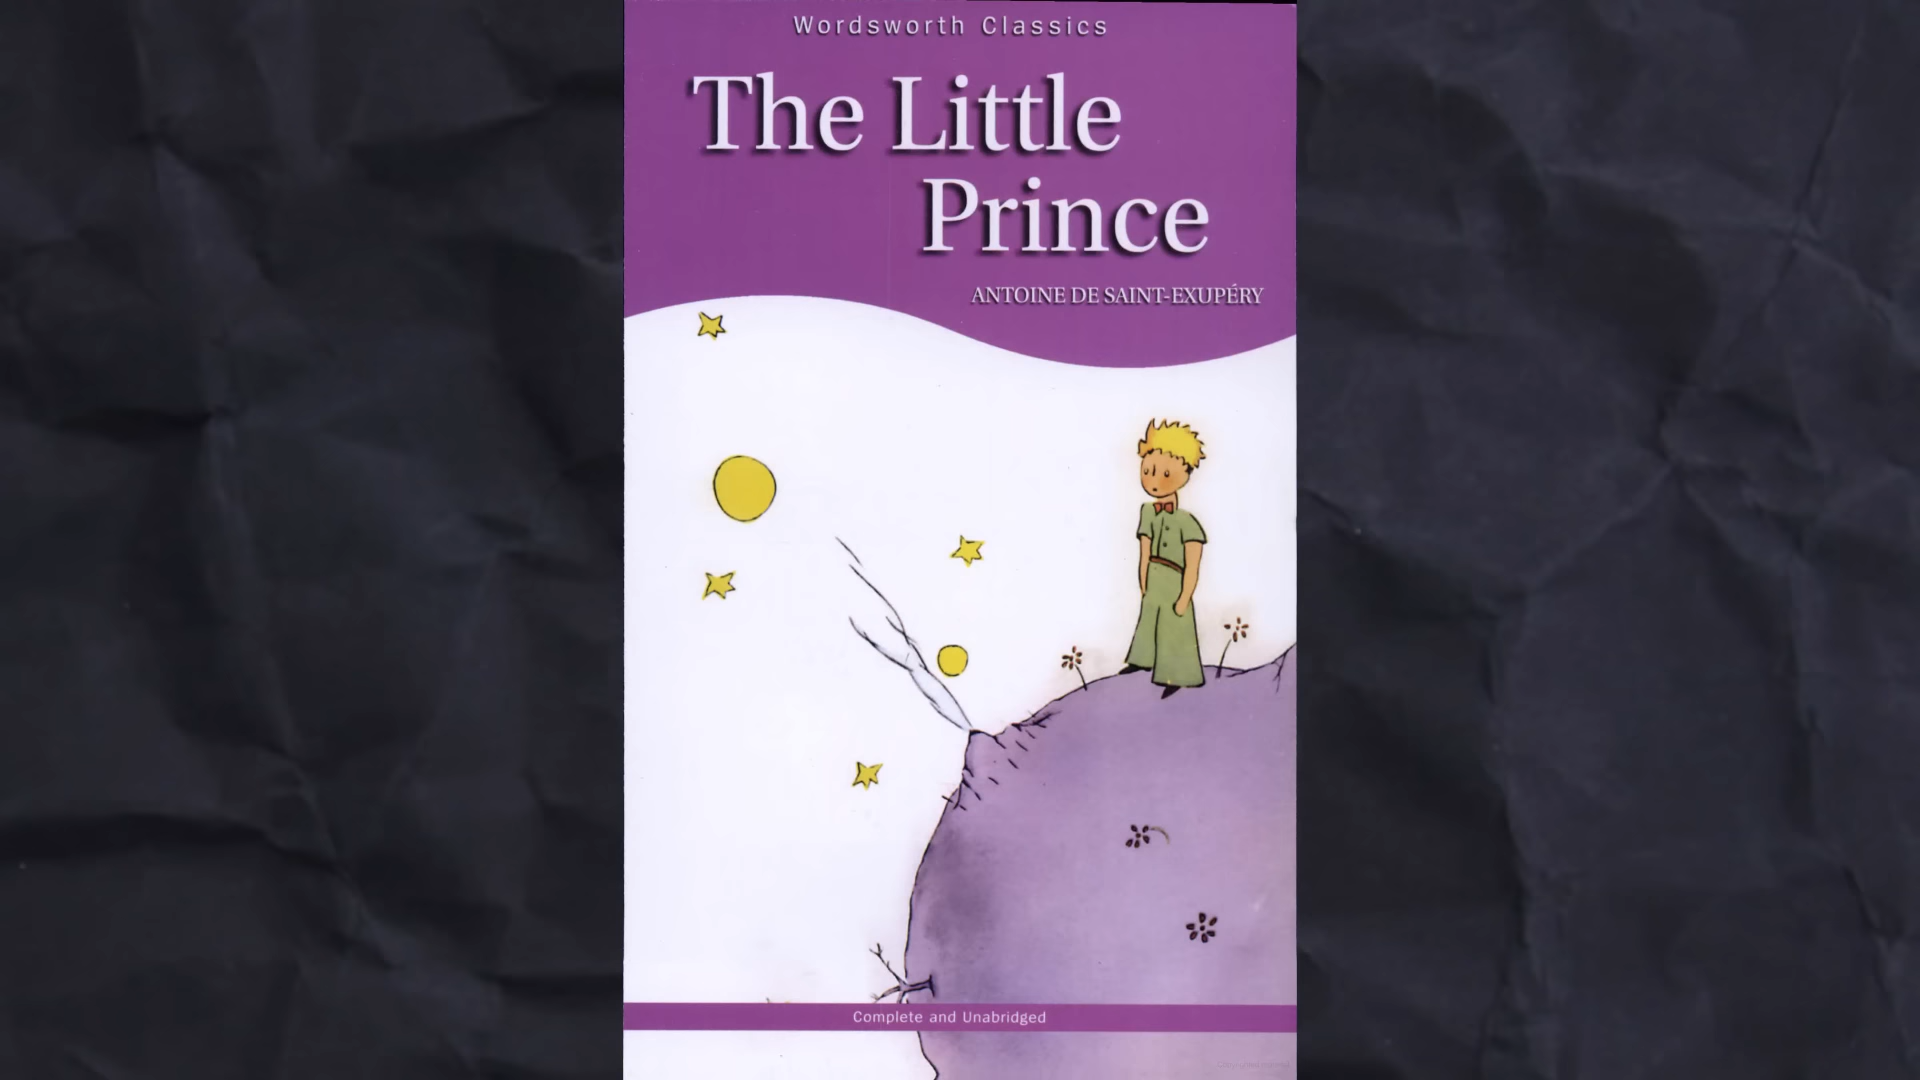 Wordsworth Classics
The Little
Prince
ANTOINE DE SAINT-EXUPÉRY
Complete and Unabridged